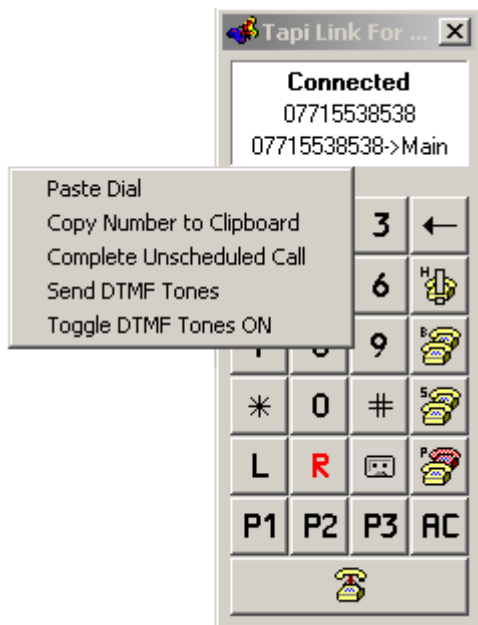 Tapi Link For ...
Connected
07715538538
07715538538->Main
Paste Dial
Copy Number to Clipboard
Complete Unscheduled Call
Send DTMF Tones
Toggle DTMF Tones ON
3
6 H
9 B
* 0 # S
L R P
P1 P2 P3 AC